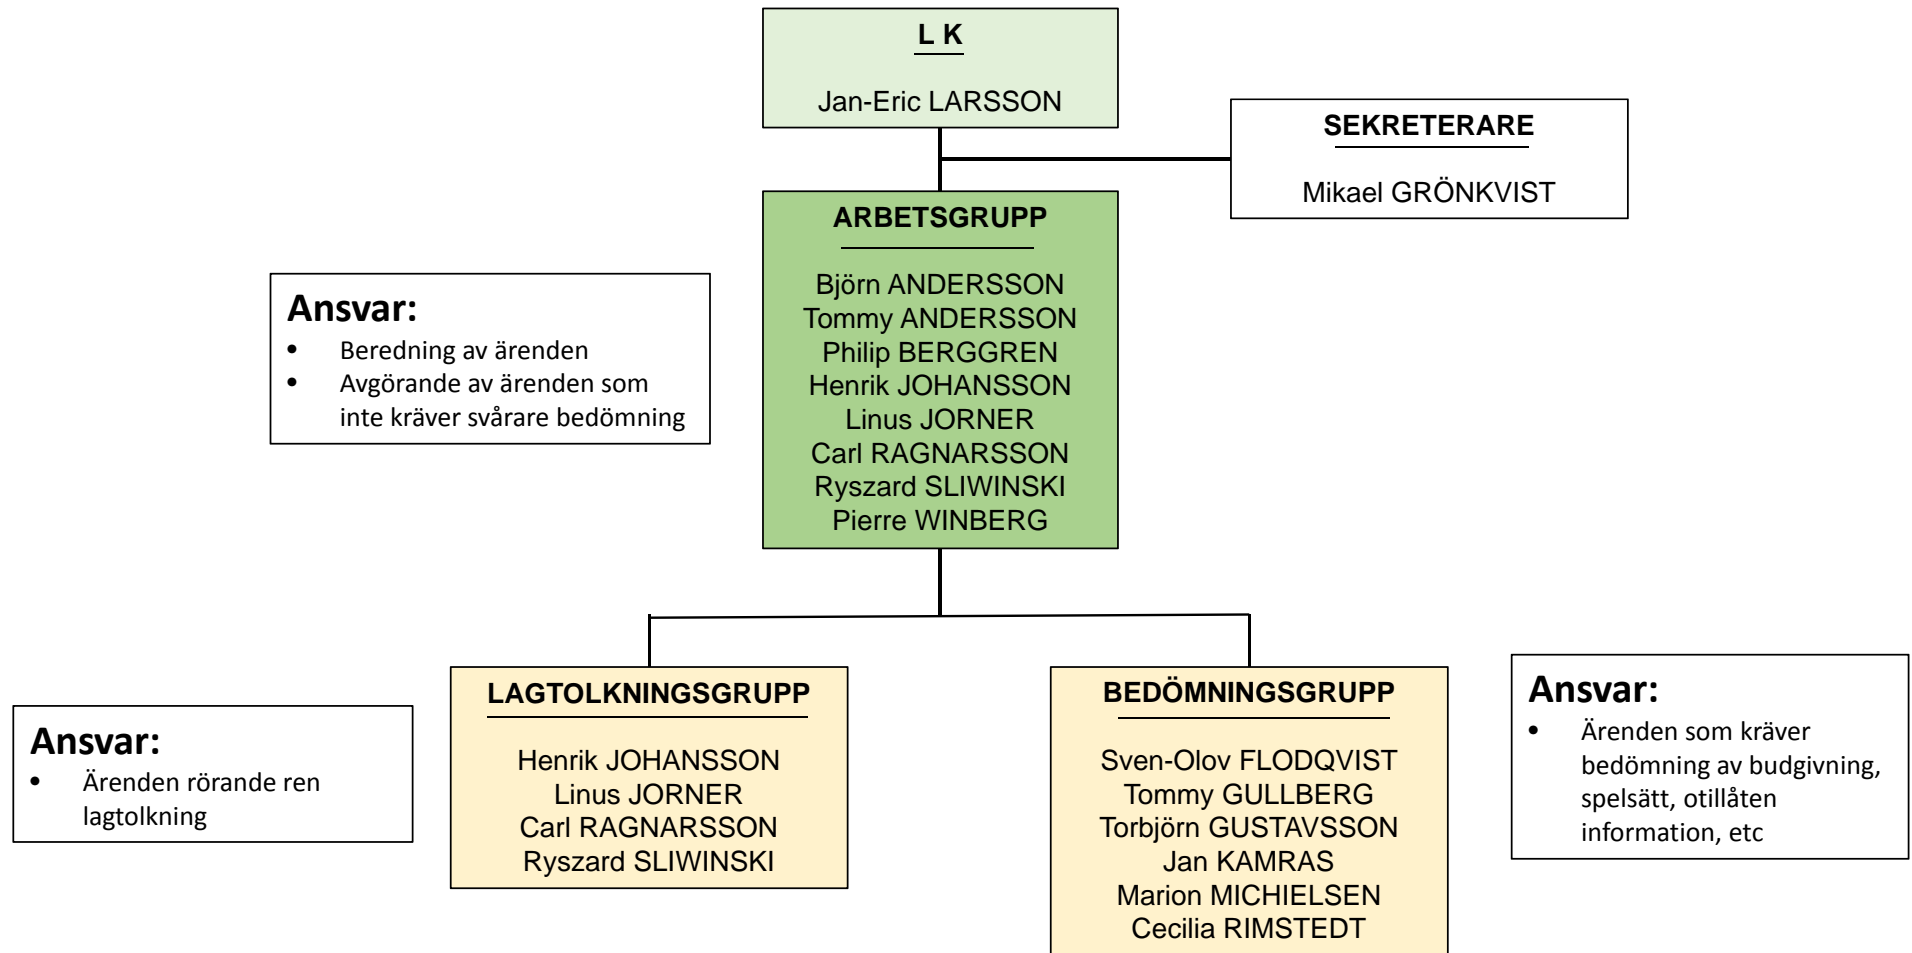 L K
Jan-Eric LARSSON
SEKRETERARE
Mikael GRÖNKVIST
ARBETSGRUPP
Björn ANDERSSON
Tommy ANDERSSON
Philip BERGGREN
Henrik JOHANSSON
Linus JORNER
Carl RAGNARSSON
Ryszard SLIWINSKI
Pierre WINBERG
Ansvar:
• Beredning av ärenden
• Avgörande av ärenden som
inte kräver svårare bedömning
LAGTOLKNINGSGRUPP
Henrik JOHANSSON
Linus JORNER
Carl RAGNARSSON
Ryszard SLIWINSKI
Ansvar:
• Ärenden rörande ren
lagtolkning
BEDÖMNINGSGRUPP
Sven-Olov FLODQVIST
Tommy GULLBERG
Torbjörn GUSTAVSSON
Jan KAMRAS
Marion MICHIELSEN
Cecilia RIMSTEDT
Ansvar:
• Ärenden som kräver
bedömning av budgivning,
spelsätt, otillåten
information, etc